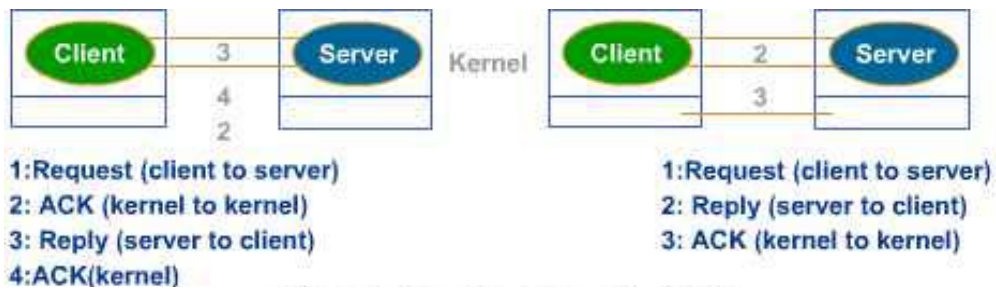 Client 3 Server Kernel Client 2 Server
4 3
2
1:Request (client to server)
2: ACK (kernel to kernel)
3: Reply (server to client)
4:ACK(kernel)
1:Request (client to server)
2: Reply (server to client)
3: ACK (kernel to kernel)